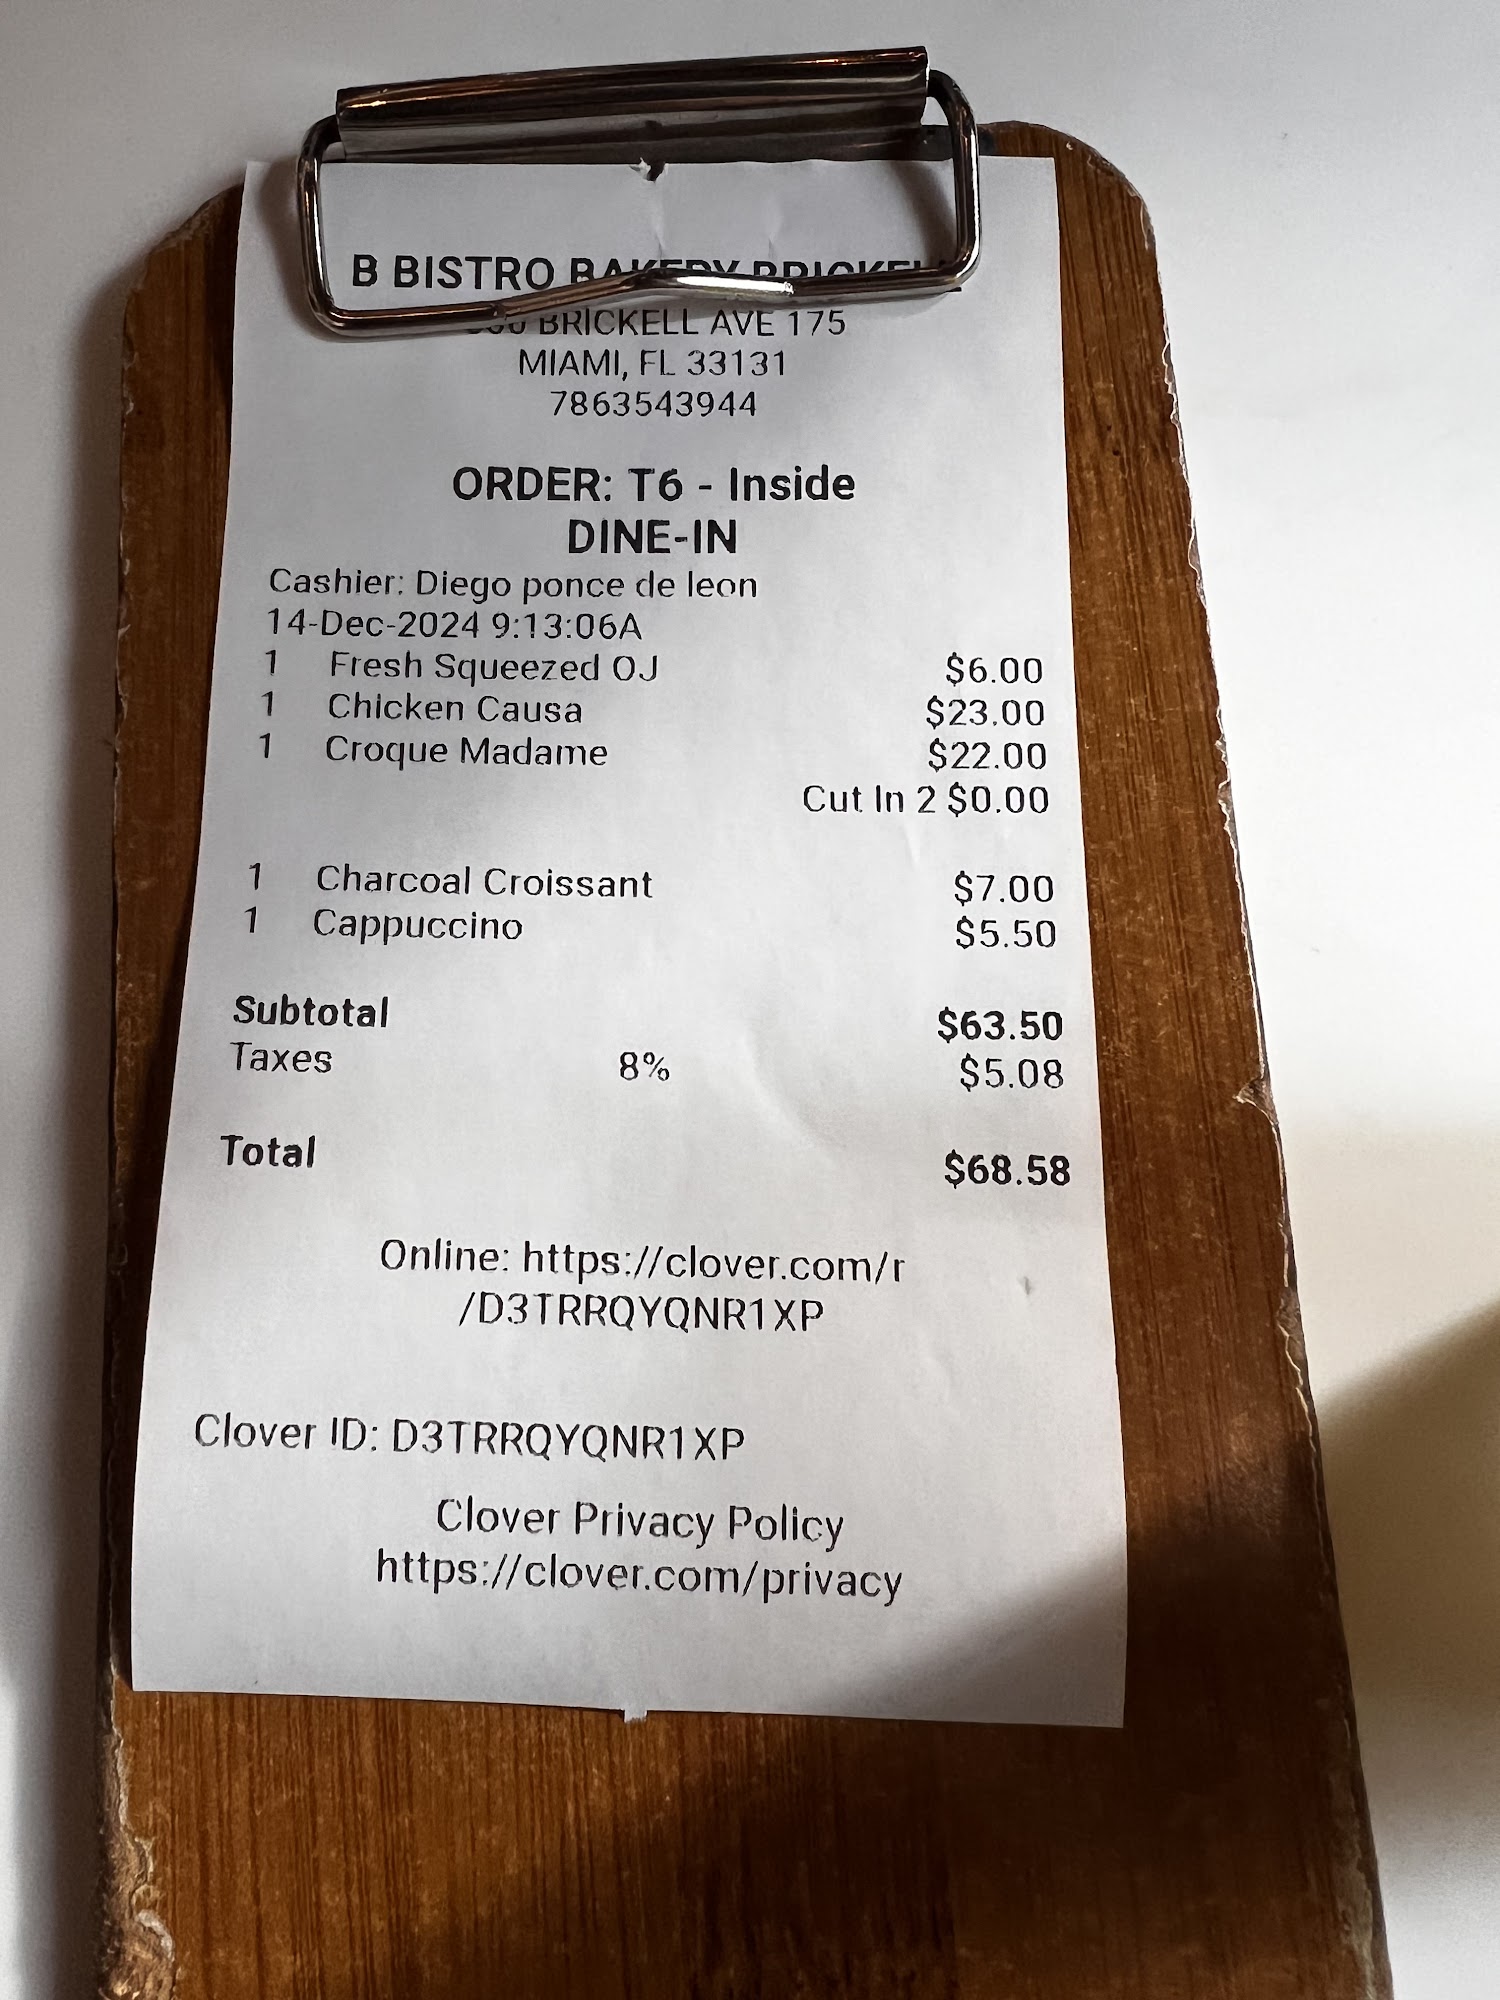 B BISTRO BAKERY BRICKELL
BRICKELL AVE 175
MIAMI, FL 33131
7863543944
ORDER: T6 - Inside
DINE-IN
Cashier: Diego ponce de leon
14-Dec-2024 9:13:06A
1 Fresh Squeezed OJ $6.00
1 Chicken Causa $23.00
1 Croque Madame $22.00
Cut In 2 $0.00
1 Charcoal Croissant $7.00
1 Cappuccino $5.50
Subtotal $63.50
Taxes 8% $5.08
Total $68.58
Online: https://clover.com/r
/D3TRRQYQNR1XP
Clover ID: D3TRRQYQNR1XP
Clover Privacy Policy
https://clover.com/privacy